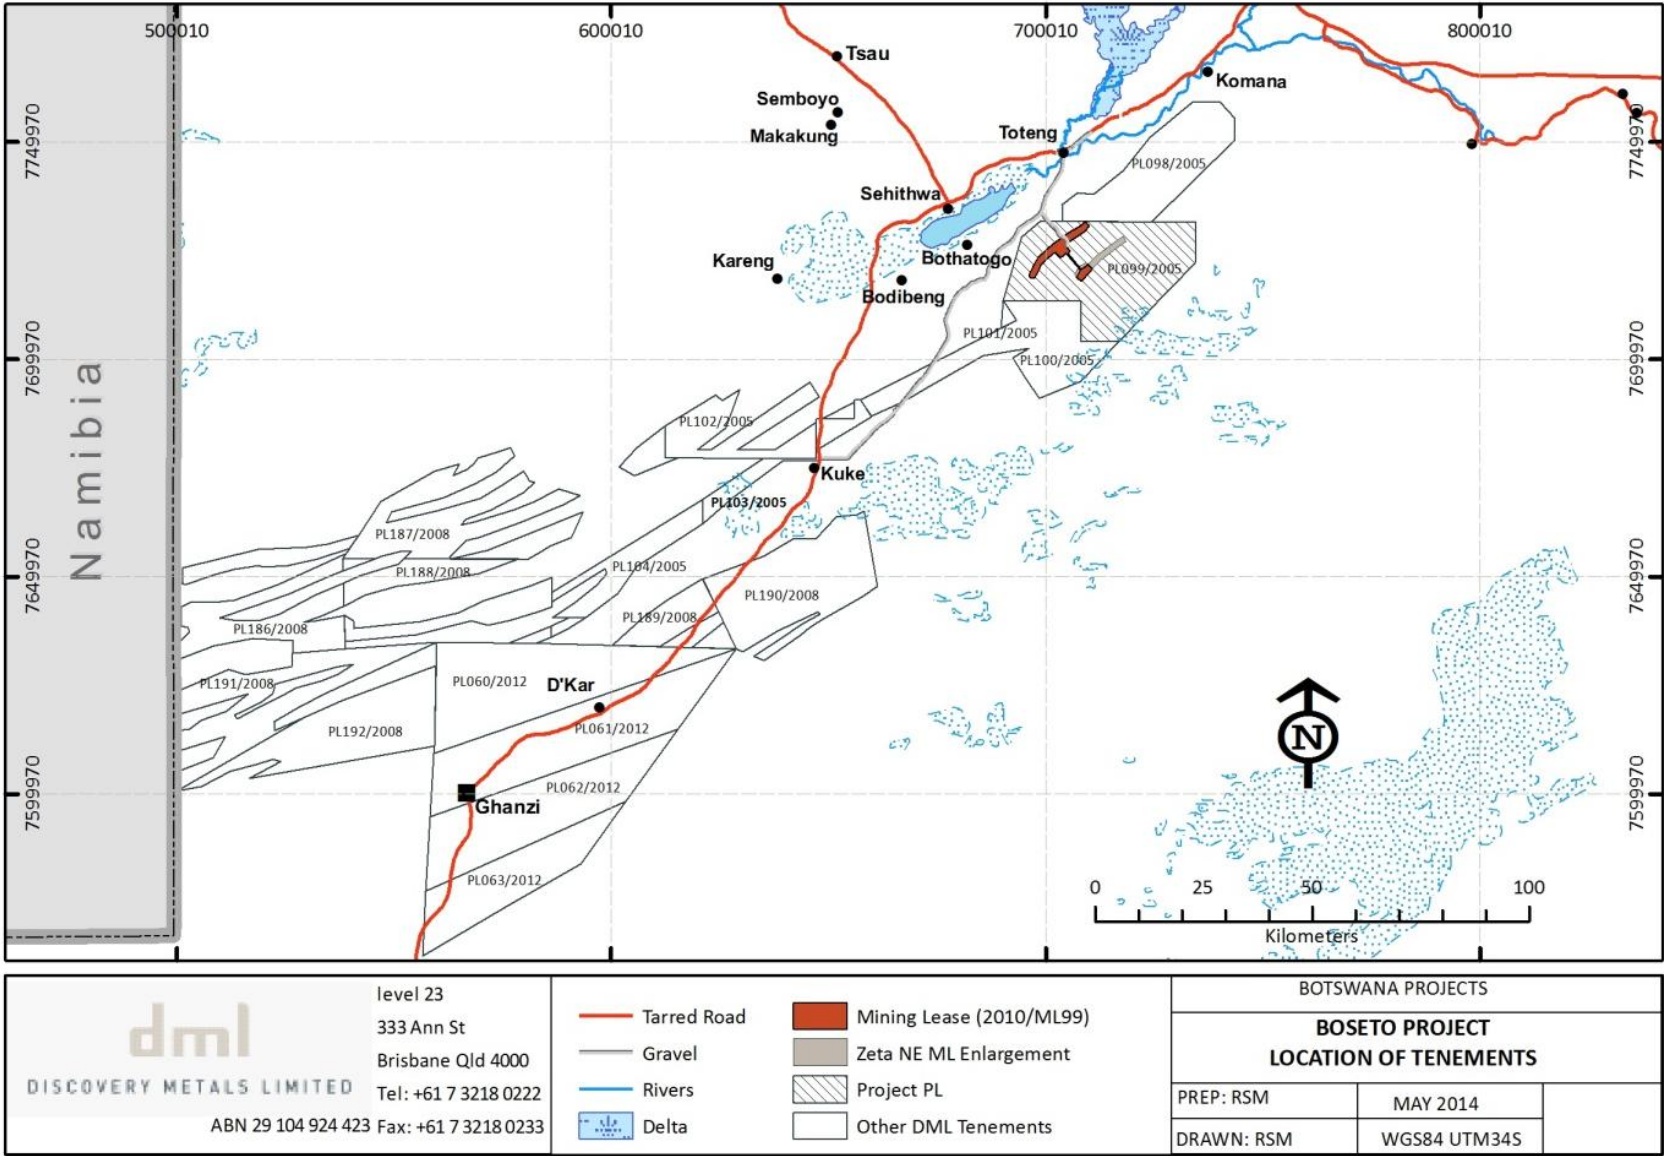 500010
600010
700010
800010
Tsau
Komana
Semboyo
Makakung
7749970
Toteng
7749970
PL098/2005
Sehithwa
Kareng
Bothatogo
PL099/2005
Bodibeng
7699970
PL101/2005
PL100/2005
7699970
Namibia
PL102/2005
Kuke
PL103/2005
PL187/2008
7649970
PL188/2008
PL104/2005
7649970
PL190/2008
PL189/2008
PL186/2008
PL191/2008
PL060/2012
D'Kar
PL192/2008
PL061/2012
N
7599970
PL062/2012
7599970
Ghanzi
PL063/2012
0 25 50 100
Kilometers
dml
DISCOVERY METALS LIMITED
level 23
333 Ann St
Brisbane Qld 4000
Tel: +61 7 3218 0222
ABN 29 104 924 423 Fax: +61 7 3218 0233
Tarred Road
Gravel
Rivers
Delta
Mining Lease (2010/ML99)
Zeta NE ML Enlargement
Project PL
Other DML Tenements
BOTSWANA PROJECTS
BOSETO PROJECT
LOCATION OF TENEMENTS
PREP: RSM
MAY 2014
DRAWN: RSM
WGS84 UTM34S